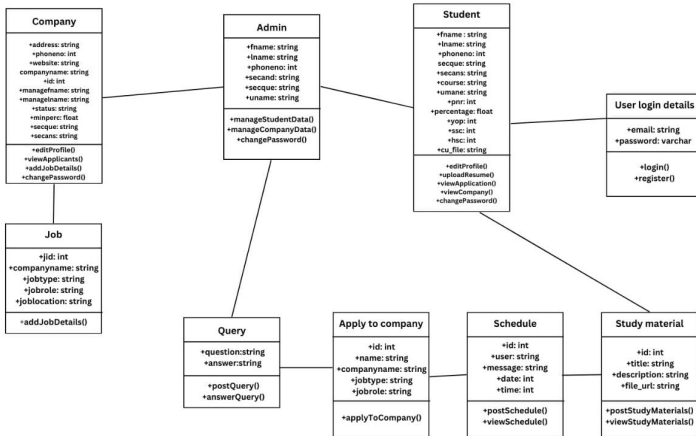 Company
+address: string
+phoneno: int
+website: string
companyname: string
+id: int
+managefname: string
+managelname: string
+status: string
+minperc: float
+secque: string
+secans: string
+editProfile()
+viewApplicants()
+addJobDetails()
+changePassword()
Admin
+fname: string
+lname: string
+phoneno: int
+secand: string
+secque: string
+uname: string
+manageStudentData()
+manageCompanyData()
+changePassword()
Student
+fname : string
+lname: string
+phoneno: int
secque: string
+secans: string
+course: string
+umane: string
+pnr: int
+percentage: float
+yop: int
+ssc: int
+hsc: int
+cu_file: string
+editProfile()
+uploadResume()
+viewApplication()
+viewCompany()
+changePassword()
User login details
+email: string
+password: varchar
+login()
+register()
Job
+jid: int
+companyname: string
+jobtype: string
+jobrole: string
+joblocation: string
+addJobDetails()
Query
+question:string
+answer:string
+postQuery()
+answerQuery()
Apply to company
+id: int
+name: string
+companyname: string
+jobtype: string
+jobrole: string
+applyToCompany()
Schedule
+id: int
+user: string
+message: string
+date: int
+time: int
+postSchedule()
+viewSchedule()
Study material
+id: int
+title: string
+description: string
+file_url: string
+postStudyMaterials()
+viewStudyMaterials()